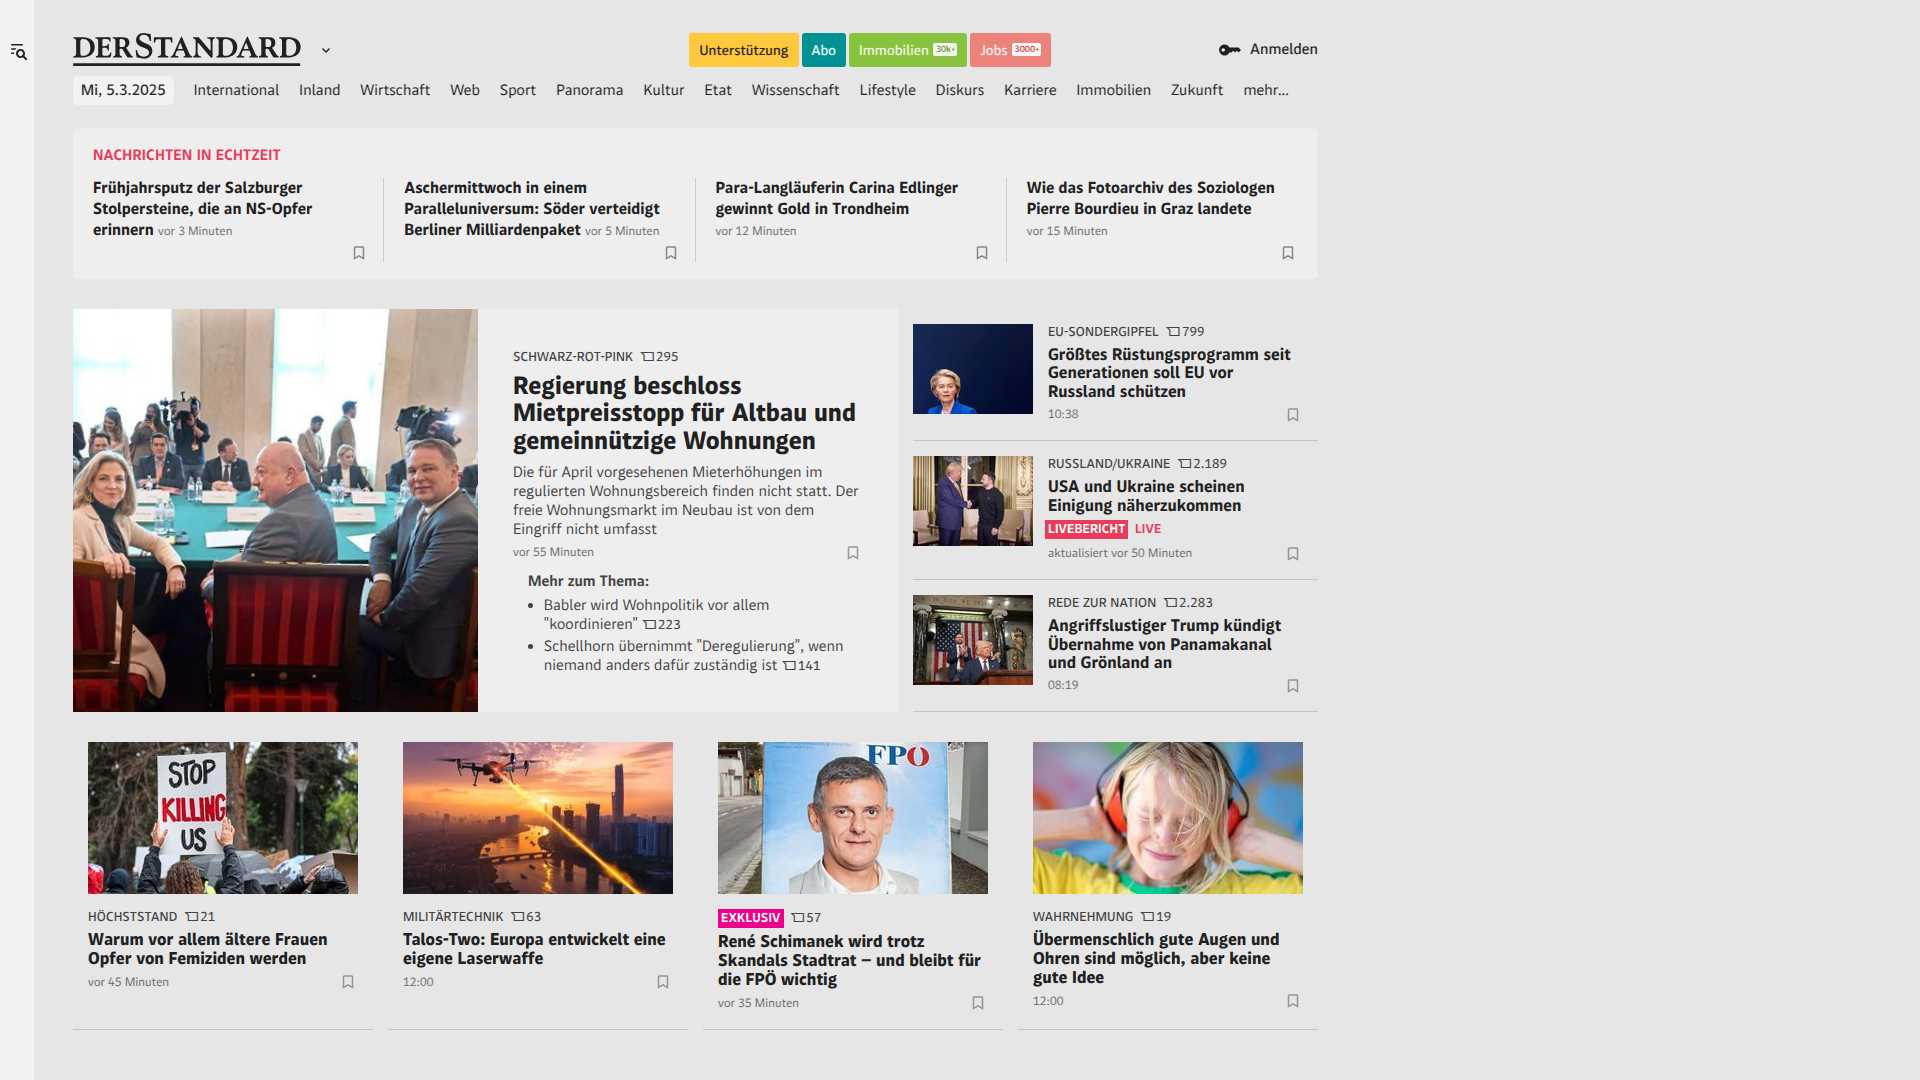 DERSTANDARD
Unterstützung
Abo
Immobilien 30k+
Jobs 3000+
Anmelden
Mi, 5.3.2025
International
Inland
Wirtschaft
Web
Sport
Panorama
Kultur
Etat
Wissenschaft
Lifestyle
Diskurs
Karriere
Immobilien
Zukunft
mehr...
NACHRICHTEN IN ECHTZEIT
Frühjahrsputz der Salzburger
Stolpersteine, die an NS-Opfer
erinnern vor 3 Minuten
Aschermittwoch in einem
Paralleluniversum: Söder verteidigt
Berliner Milliardenpaket vor 5 Minuten
Para-Langläuferin Carina Edlinger
gewinnt Gold in Trondheim
vor 12 Minuten
Wie das Fotoarchiv des Soziologen
Pierre Bourdieu in Graz landete
vor 15 Minuten
SCHWARZ-ROT-PINK 295
Regierung beschloss
Mietpreisstopp für Altbau und
gemeinnützige Wohnungen
Die für April vorgesehenen Mieterhöhungen im
regulierten Wohnungsbereich finden nicht statt. Der
freie Wohnungsmarkt im Neubau ist von dem
Eingriff nicht umfasst
vor 55 Minuten
Mehr zum Thema:
• Babler wird Wohnpolitik vor allem
"koordinieren" 223
• Schellhorn übernimmt "Deregulierung", wenn
niemand anders dafür zuständig ist 141
EU-SONDERGIPFEL 799
Größtes Rüstungsprogramm seit
Generationen soll EU vor
Russland schützen
10:38
RUSSLAND/UKRAINE 2.189
USA und Ukraine scheinen
Einigung näherzukommen
LIVEBERICHT LIVE
aktualisiert vor 50 Minuten
REDE ZUR NATION 2.283
Angriffslustiger Trump kündigt
Übernahme von Panamakanal
und Grönland an
08:19
STOP
KILLING
US
HÖCHSTSTAND 21
Warum vor allem ältere Frauen
Opfer von Femiziden werden
vor 45 Minuten
MILITÄRTECHNIK 63
Talos-Two: Europa entwickelt eine
eigene Laserwaffe
12:00
FPÖ
EXKLUSIV 57
René Schimanek wird trotz
Skandals Stadtrat – und bleibt für
die FPÖ wichtig
vor 35 Minuten
WAHRNEHMUNG 19
Übermenschlich gute Augen und
Ohren sind möglich, aber keine
gute Idee
12:00